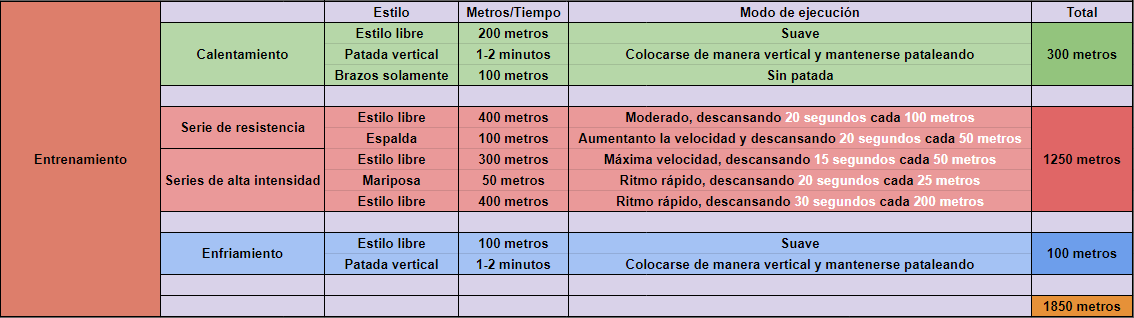 Estilo Metros/Tiempo Modo de ejecución Total
Entrenamiento
Calentamiento
Estilo libre 200 metros Suave
Patada vertical 1-2 minutos Colocarse de manera vertical y mantenerse pataleando
Brazos solamente 100 metros Sin patada
300 metros
Serie de resistencia
Estilo libre 400 metros Moderado, descansando 20 segundos cada 100 metros
Espalda 100 metros Aumentanto la velocidad y descansando 20 segundos cada 50 metros
Series de alta intensidad
Estilo libre 300 metros Máxima velocidad, descansando 15 segundos cada 50 metros
Mariposa 50 metros Ritmo rápido, descansando 20 segundos cada 25 metros
Estilo libre 400 metros Ritmo rápido, descansando 30 segundos cada 200 metros
1250 metros
Enfriamiento
Estilo libre 100 metros Suave
Patada vertical 1-2 minutos Colocarse de manera vertical y mantenerse pataleando
100 metros
1850 metros